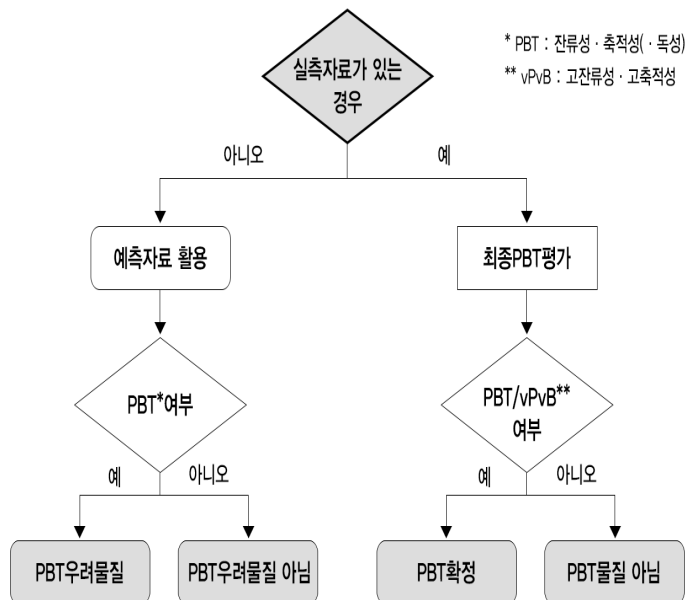 실측자료가 있는
경우
* PBT : 잔류성 · 축적성( · 독성)
** vPvB : 고잔류성 · 고축적성
아니오
예
예측자료 활용
최종PBT평가
PBT*여부
PBT/vPvB**
여부
예
아니오
예
아니오
PBT우려물질
PBT우려물질 아님
PBT확정
PBT물질 아님